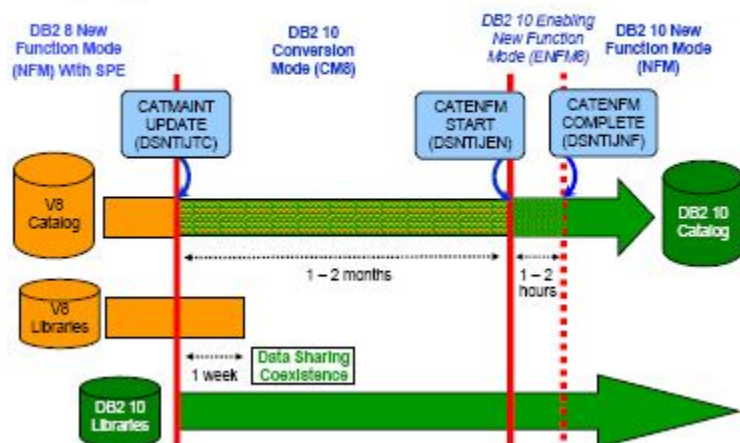 DB2 8 New
Function Mode
(NFM) With SPE
DB2 10
Conversion
Mode (CM8)
DB2 10 Enabling
New Function
Mode (ENFM8)
DB2 10 New
Function Mode
(NFM)
CATMAINT
UPDATE
(DSNTIJTC)
CATENFM
START
(DSNTIJEN)
CATENFM
COMPLETE
(DSNTIJNF)
V8
Catalog
DB2 10
Catalog
1 – 2 months
1 – 2
hours
V8
Libraries
1 week
Data Sharing
Coexistence
DB2 10
Libraries